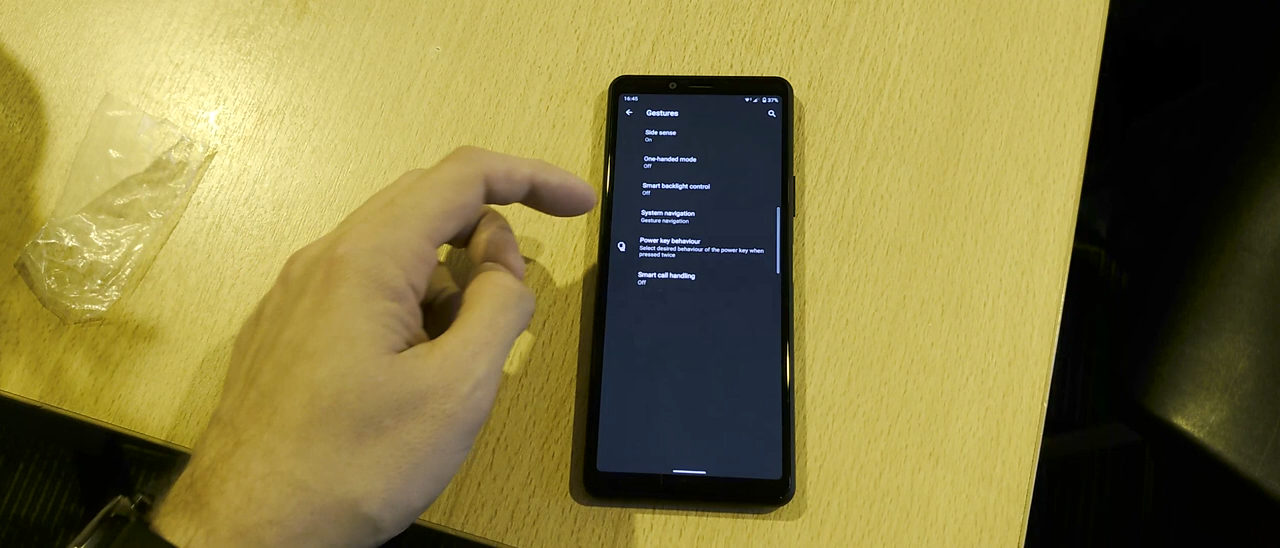 16:45 37%
Gestures
Side sense
On
One-handed mode
Off
Smart backlight control
Off
System navigation
Gesture navigation
Power key behaviour
Select desired behaviour of the power key when
pressed twice
Smart call handling
Off